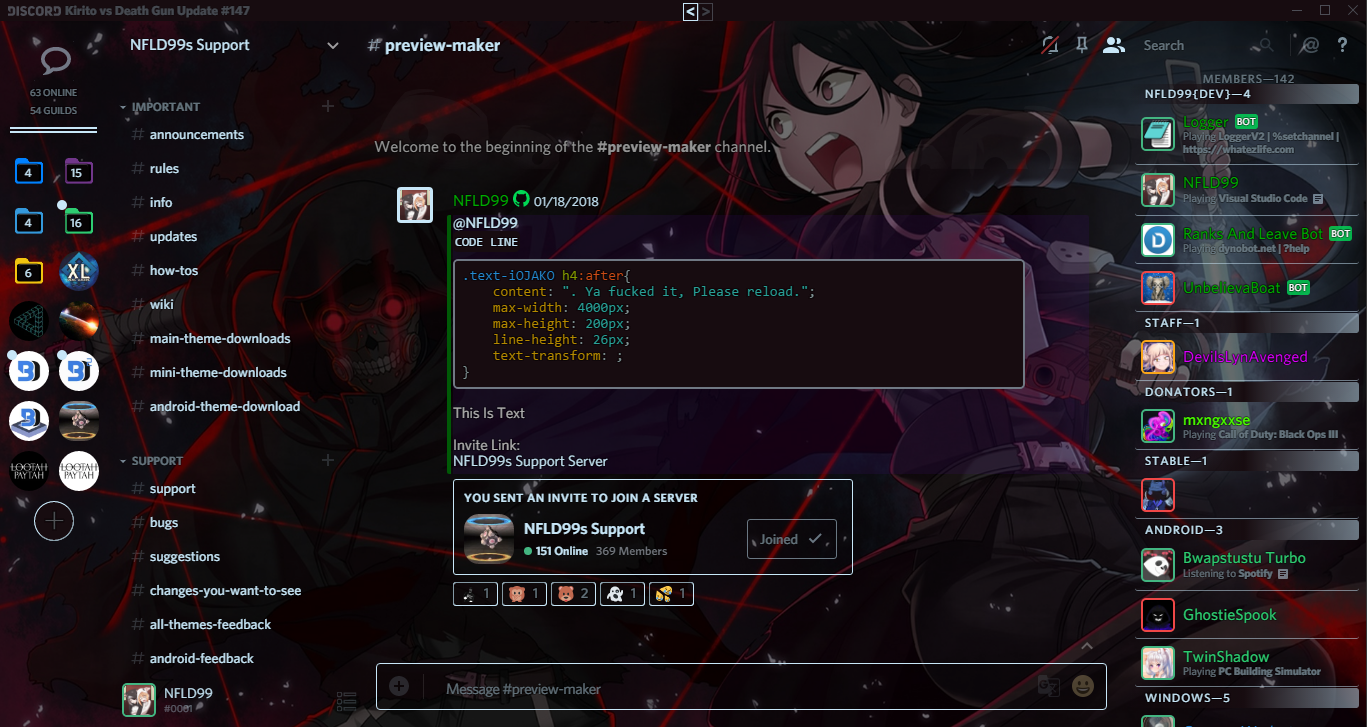 DISCORD Kirito vs Death Gun Update #147
< >
63 ONLINE
54 GUILDS
4
15
4
16
6
XL
LOOTAH
PAYTAH
LOOTAH
PAYTAH
NFLD99s Support
IMPORTANT
# announcements
# rules
# info
# updates
# how-tos
# wiki
# main-theme-downloads
# mini-theme-downloads
# android-theme-download
SUPPORT
# support
# bugs
# suggestions
# changes-you-want-to-see
# all-themes-feedback
# android-feedback
NFLD99
# preview-maker
Search
@ ?
Welcome to the beginning of the #preview-maker channel.
NFLD99 01/18/2018
@NFLD99
CODE LINE
.text-iOJAKO h4:after{
content: ". Ya fucked it, Please reload.";
max-width: 4000px;
max-height: 200px;
line-height: 26px;
text-transform: ;
}
This Is Text
Invite Link:
NFLD99s Support Server
YOU SENT AN INVITE TO JOIN A SERVER
NFLD99s Support
151 Online 369 Members
Joined
1 1 2 1 1
Message #preview-maker
MEMBERS—142
NFLD99{DEV}—4
Logger BOT
Playing LoggerV2 | %setchannel |
https://whatezlife.com
NFLD99
Playing Visual Studio Code
Ranks And Leave Bot BOT
Playing dynobot.net | ?help
UnbelievaBoat BOT
STAFF—1
DevilsLynAvenged
DONATORS—1
mxngxxse
Playing Call of Duty: Black Ops III
STABLE—1
ANDROID—3
Bwapstustu Turbo
Listening to Spotify
GhostieSpook
TwinShadow
Playing PC Building Simulator
WINDOWS—5